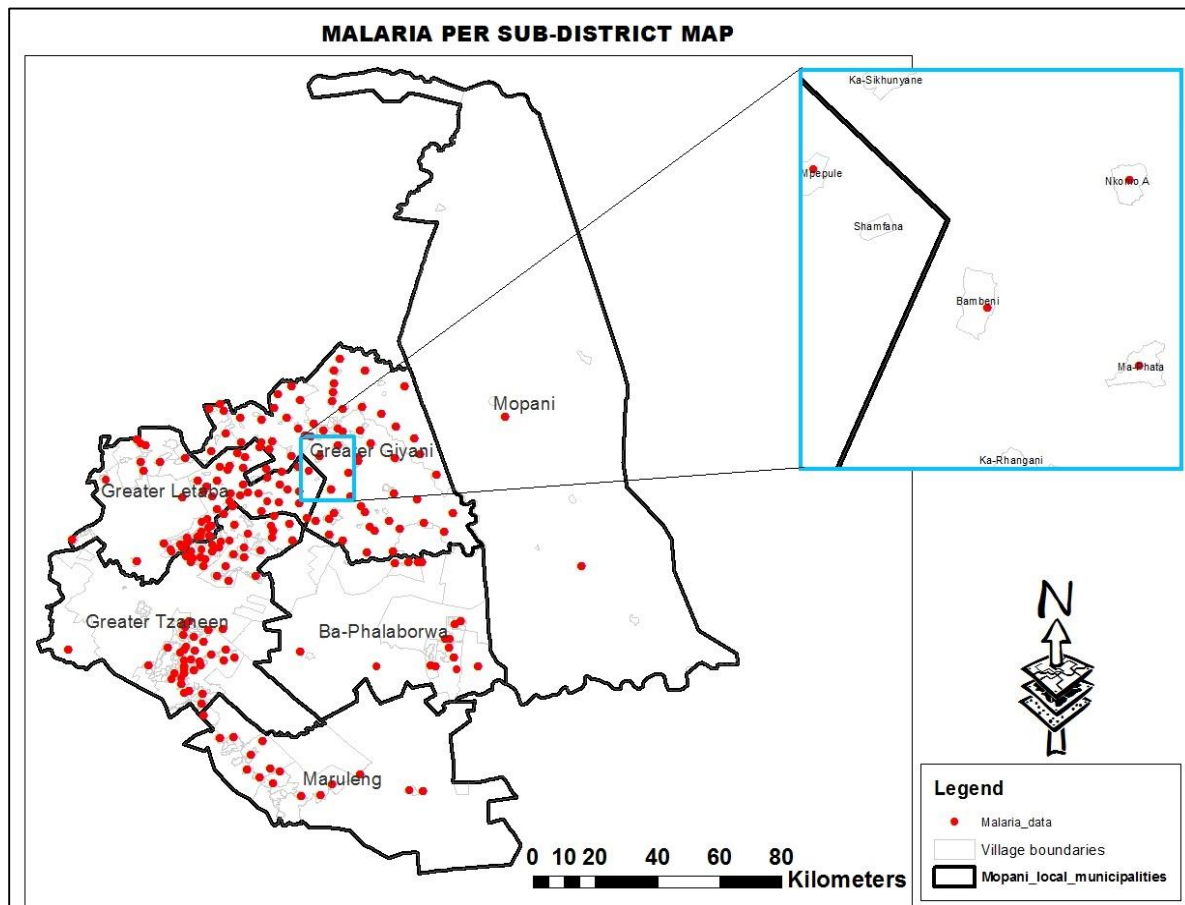 MALARIA PER SUB-DISTRICT MAP
Ka-Sikhunyane
Mpepule
Nkomo A
Shamfana
Bambeni
Ma-Phata
Ka-Rhangani
Mopani
Greater Giyani
Greater Letaba
Greater Tzaneen
Ba-Phalaborwa
Maruleng
N
0 10 20 40 60 80
Kilometers
Legend
Malaria_data
Village boundaries
Mopani_local_municipalities